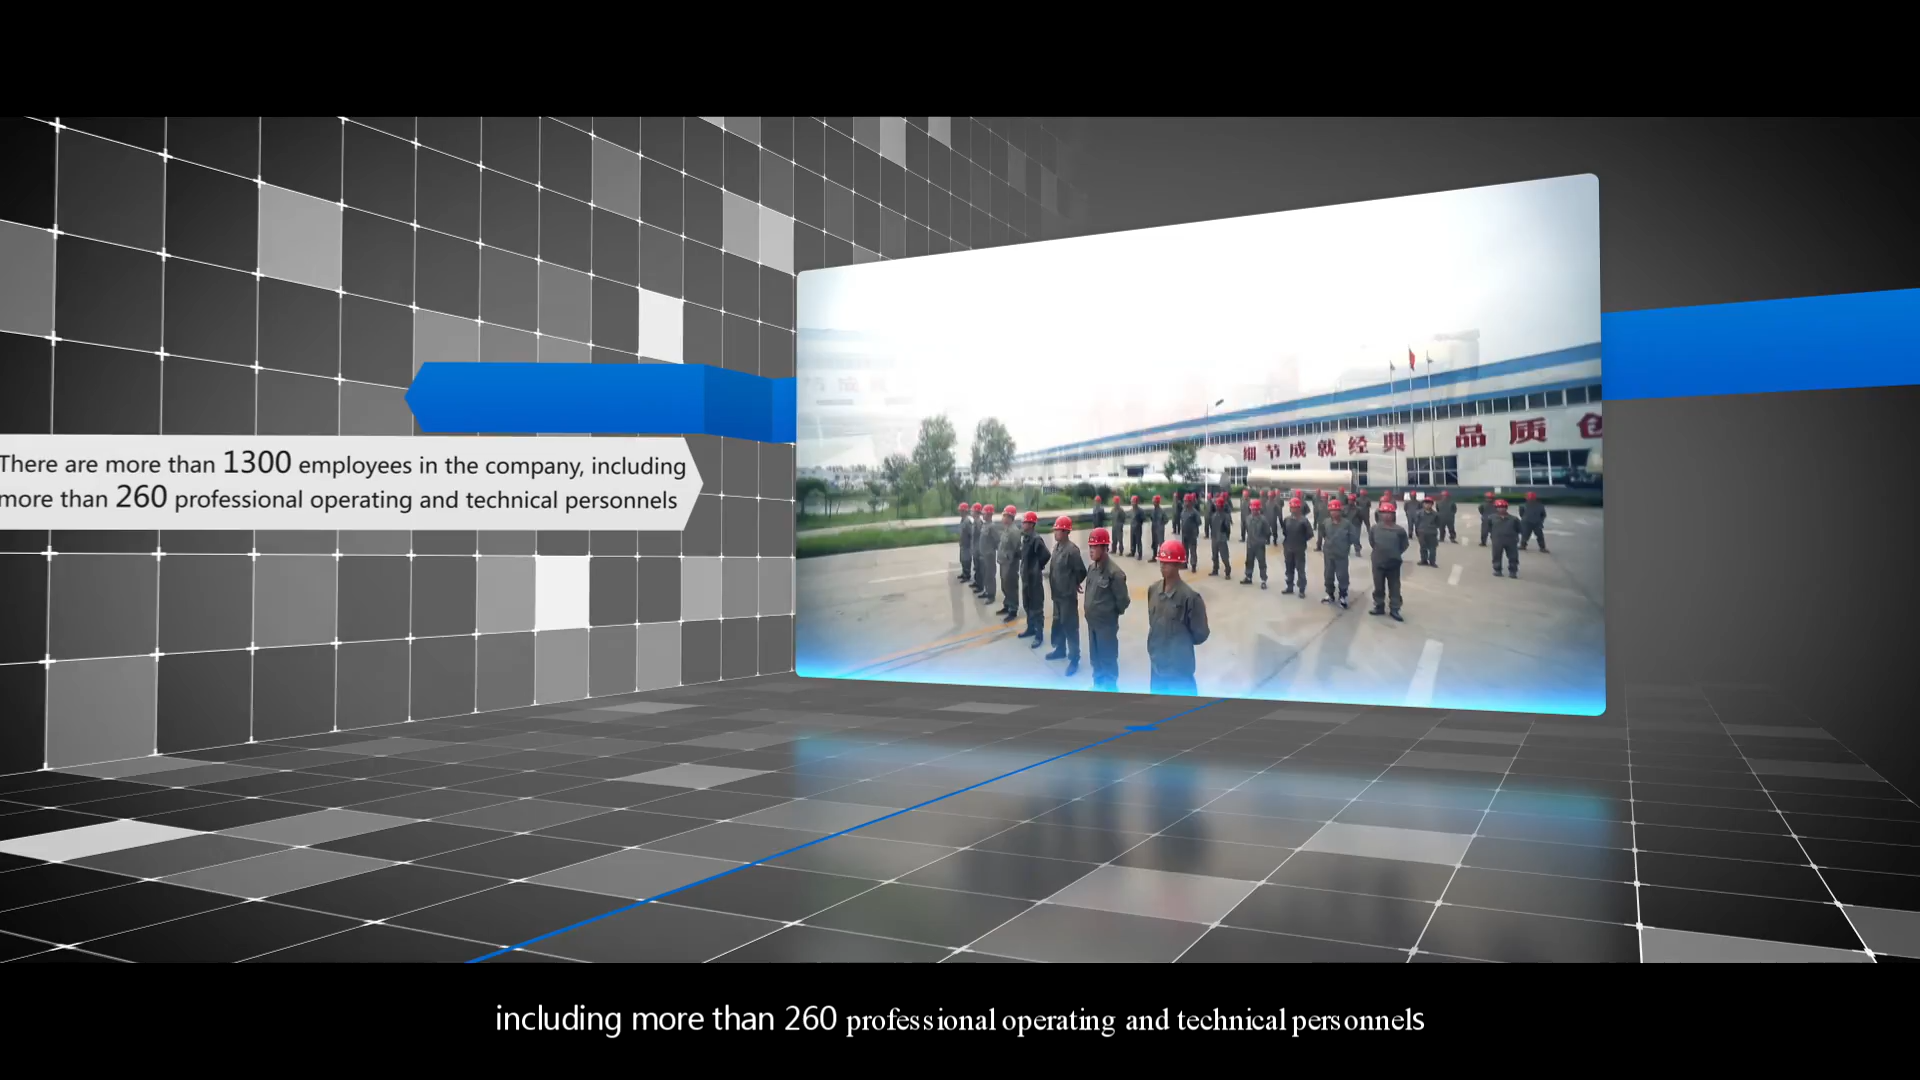 细节成就经典 品质
There are more than 1300 employees in the company, including
more than 260 professional operating and technical personnels
including more than 260 professional operating and technical personnels